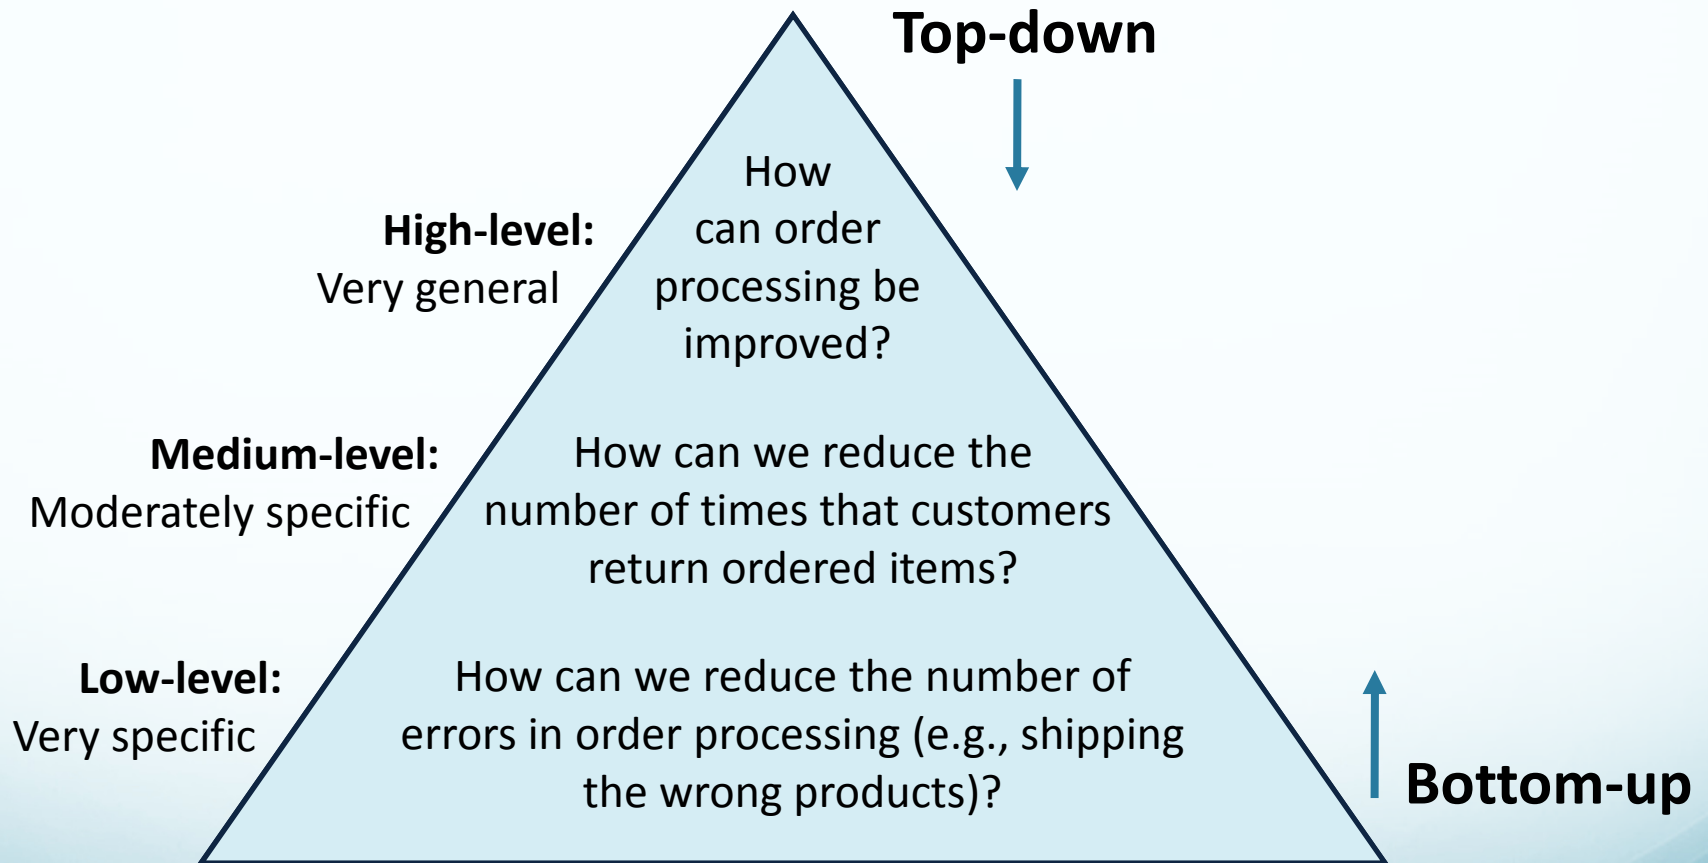 Top-down
How
can order
processing be
improved?
High-level:
Very general
Medium-level:
Moderately specific
How can we reduce the
number of times that customers
return ordered items?
Low-level:
Very specific
How can we reduce the number of
errors in order processing (e.g., shipping
the wrong products)?
Bottom-up